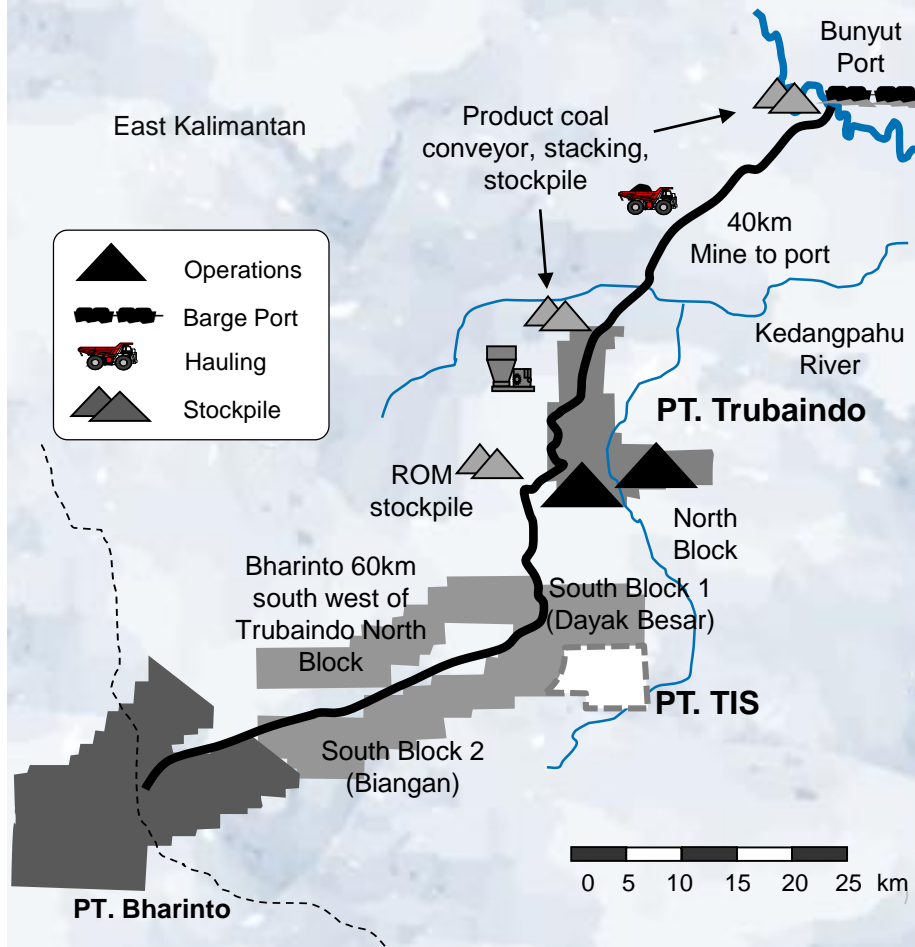 Bunyut
Port
East Kalimantan
Product coal
conveyor, stacking,
stockpile
40km
Mine to port
Operations
Barge Port
Hauling
Stockpile
Kedangpahu
River
PT. Trubaindo
ROM
stockpile
North
Block
Bharinto 60km
south west of
Trubaindo North
Block
South Block 1
(Dayak Besar)
PT. TIS
South Block 2
(Biangan)
0 5 10 15 20 25 km
PT. Bharinto